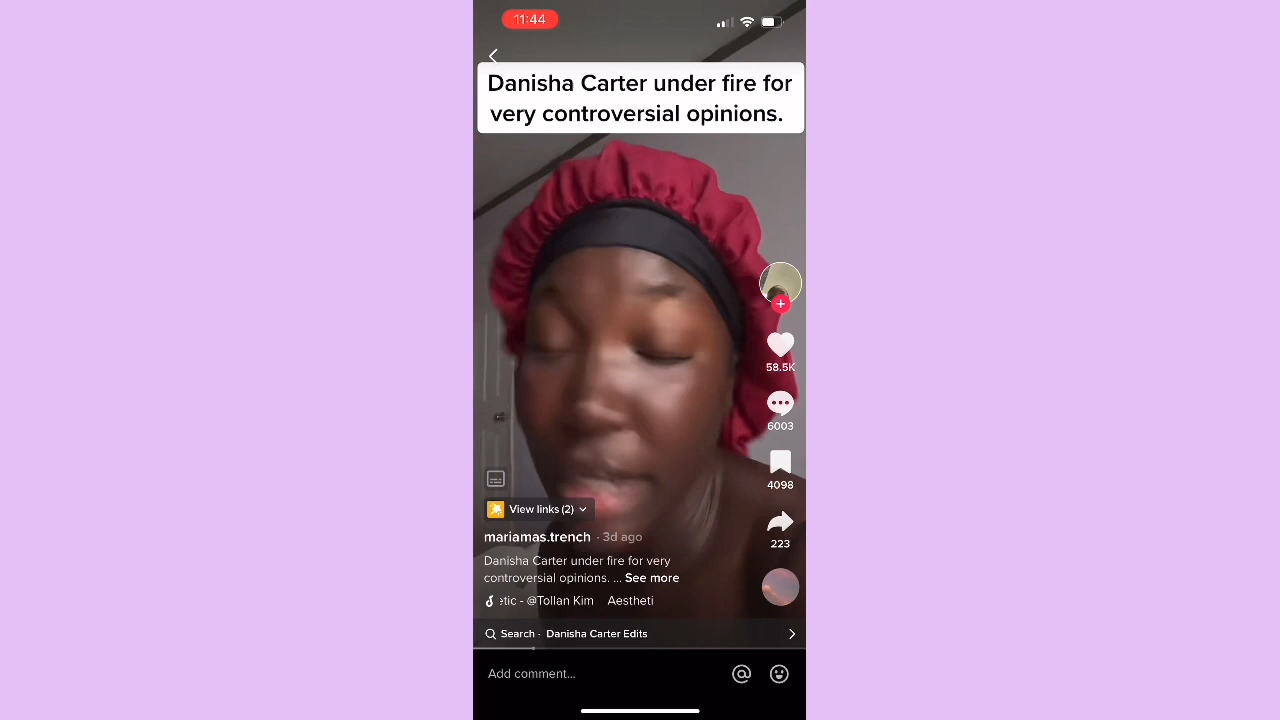 11:44
Danisha Carter under fire for
very controversial opinions.
58.5K
6003
4098
View links (2)
mariamas.trench · 3d ago
223
Danisha Carter under fire for very
controversial opinions. ... See more
etic - @Tollan Kim Aestheti
Search · Danisha Carter Edits
Add comment...